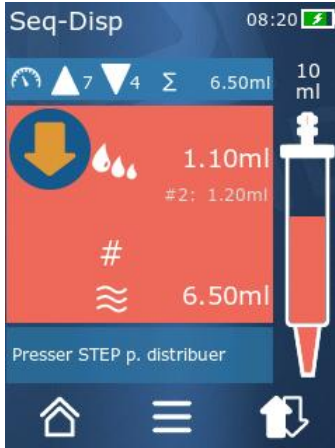 Seq-Disp 08:20
7 4 Σ 6.50ml
10 ml
1.10ml
#2: 1.20ml
#
6.50ml
Presser STEP p. distribuer